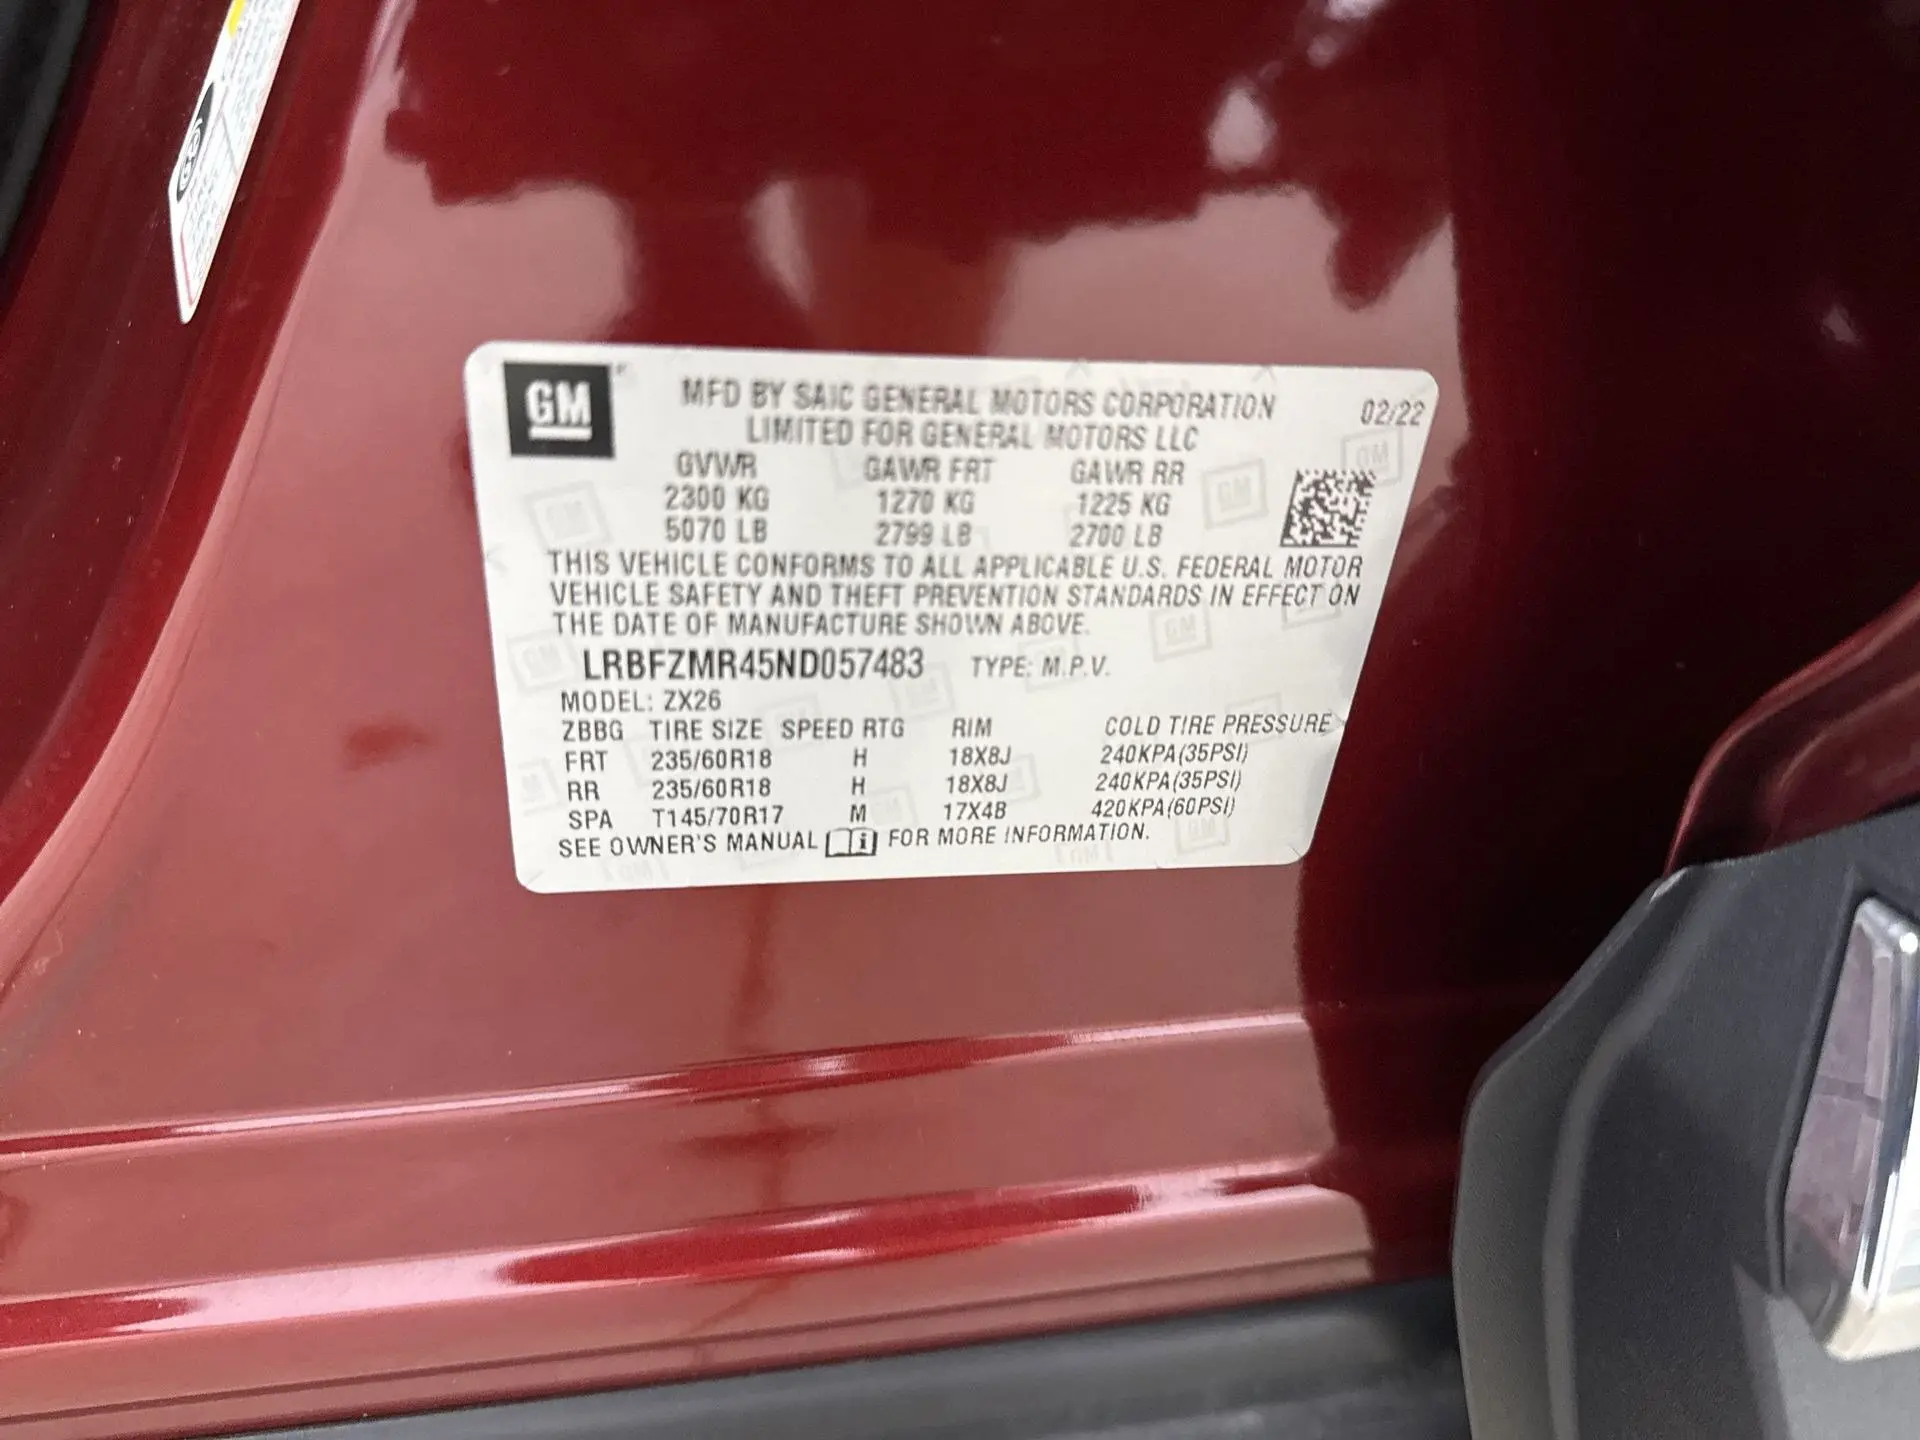 GM
MFD BY SAIC GENERAL MOTORS CORPORATION
LIMITED FOR GENERAL MOTORS LLC
02/22
GVWR GAWR FRT GAWR RR
2300 KG 1270 KG 1225 KG
5070 LB 2799 LB 2700 LB
THIS VEHICLE CONFORMS TO ALL APPLICABLE U.S. FEDERAL MOTOR
VEHICLE SAFETY AND THEFT PREVENTION STANDARDS IN EFFECT ON
THE DATE OF MANUFACTURE SHOWN ABOVE.
LRBFZMR45ND057483 TYPE: M.P.V.
MODEL: ZX26
ZBBG TIRE SIZE SPEED RTG RIM COLD TIRE PRESSURE
FRT 235/60R18 H 18X8J 240KPA(35PSI)
RR 235/60R18 H 18X8J 240KPA(35PSI)
SPA T145/70R17 M 17X4B 420KPA(60PSI)
SEE OWNER'S MANUAL FOR MORE INFORMATION.